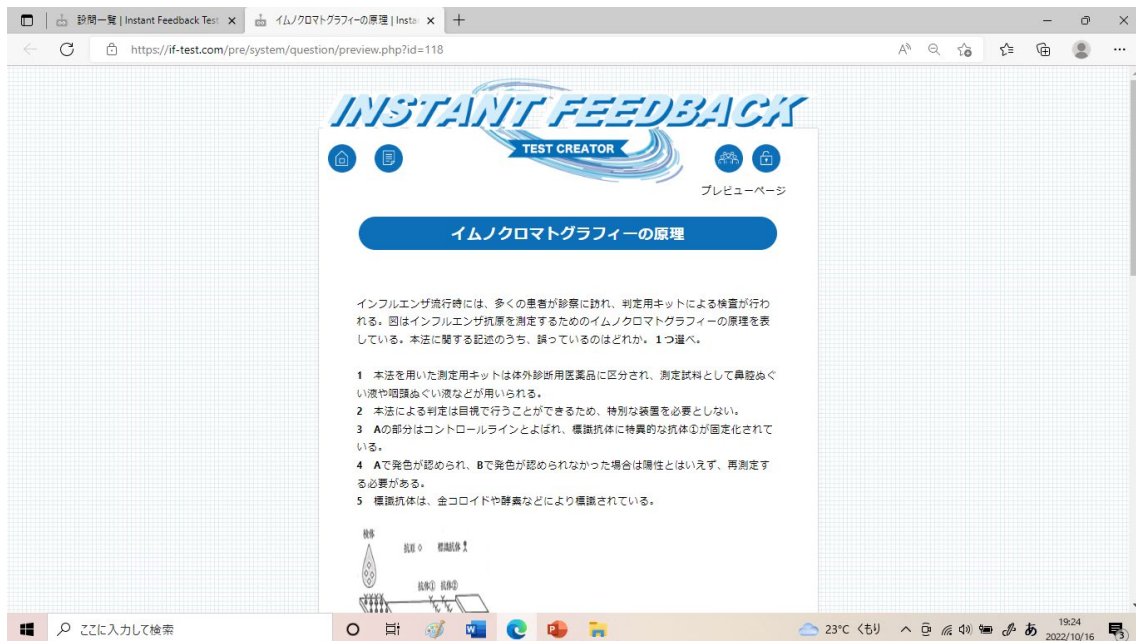 設問一覧 | Instant Feedback Test
イムノクロマトグラフィーの原理 | Insta
https://if-test.com/pre/system/question/preview.php?id=118
INSTANT FEEDBACK
TEST CREATOR
プレビューページ
イムノクロマトグラフィーの原理
インフルエンザ流行時には、多くの患者が診察に訪れ、判定用キットによる検査が行わ
れる。図はインフルエンザ抗原を測定するためのイムノクロマトグラフィーの原理を表
している。本法に関する記述のうち、誤っているのはどれか。1つ選べ。
1 本法を用いた測定用キットは体外診断用医薬品に区分され、測定試料として鼻腔ぬぐ
い液や咽頭ぬぐい液などが用いられる。
2 本法による判定は目視で行うことができるため、特別な装置を必要としない。
3 Aの部分はコントロールラインとよばれ、標識抗体に特異的な抗体①が固定化されて
いる。
4 Aで発色が認められ、Bで発色が認められなかった場合は陽性とはいえず、再測定す
る必要がある。
5 標識抗体は、金コロイドや酵素などにより標識されている。
検体
抗原 標識抗体
抗体① 抗体②
ここに入力して検索
23°C くもり
あ
19:24
2022/10/16
3